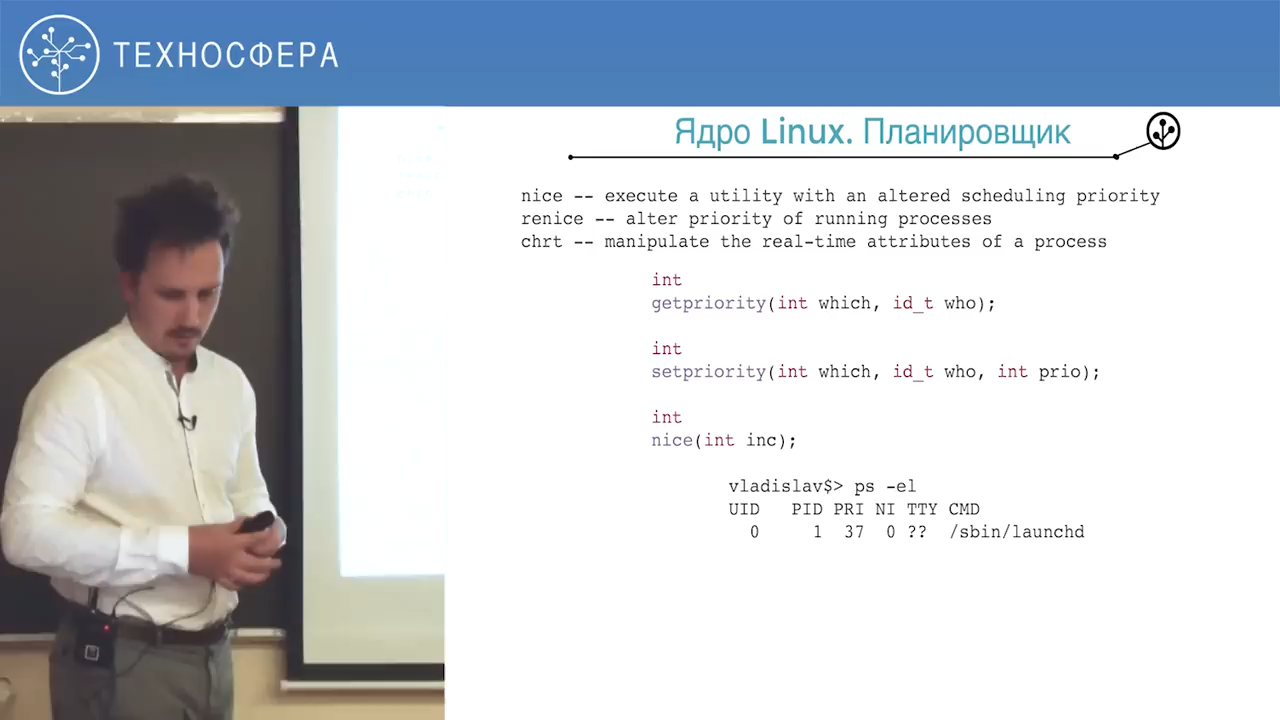 ТЕХНОСФЕРА
Ядро Linux. Планировщик
nice -- execute a utility with an altered scheduling priority
renice -- alter priority of running processes
chrt -- manipulate the real-time attributes of a process
int
getpriority(int which, id_t who);
int
setpriority(int which, id_t who, int prio);
int
nice(int inc);
vladislav$> ps -el
UID PID PRI NI TTY CMD
0 1 37 0 ?? /sbin/launchd